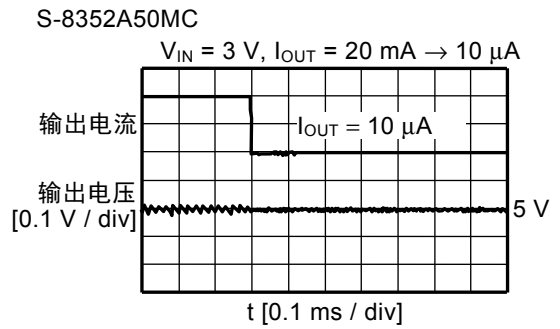 S-8352A50MC
V_IN = 3 V, I_OUT = 20 mA → 10 μA
输出电流
I_OUT = 10 μA
输出电压
[0.1 V / div]
5 V
t [0.1 ms / div]